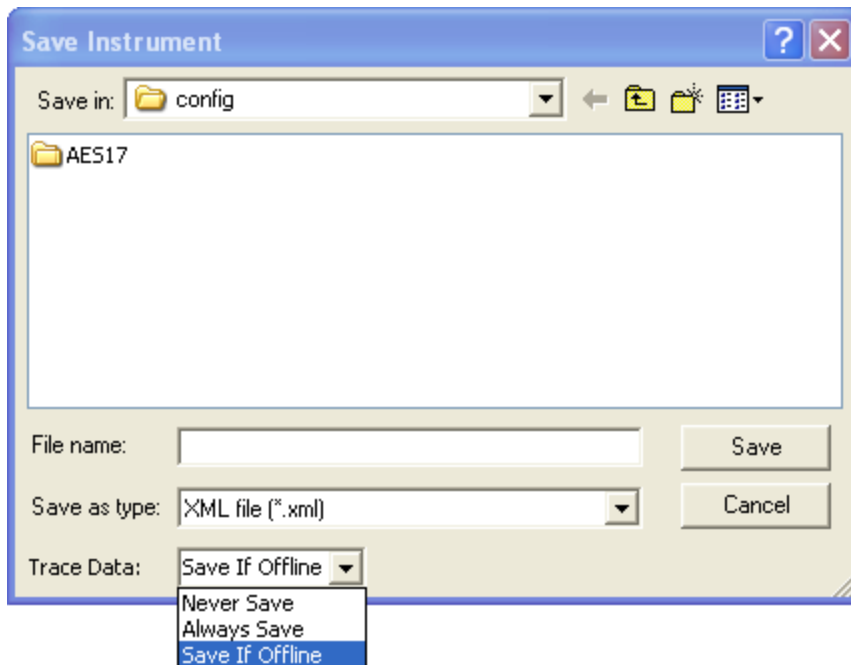 Save Instrument
Save in: config
AES17
File name:
Save
Save as type: XML file (*.xml)
Cancel
Trace Data: Save If Offline
Never Save
Always Save
Save If Offline